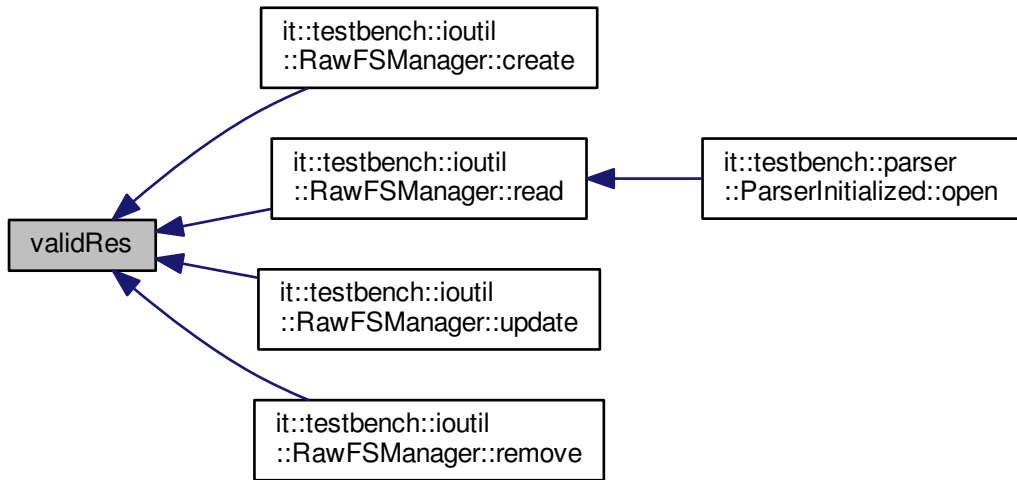 it::testbench::ioutil
::RawFSManager::create
it::testbench::ioutil
::RawFSManager::read
it::testbench::parser
::ParserInitialized::open
validRes
it::testbench::ioutil
::RawFSManager::update
it::testbench::ioutil
::RawFSManager::remove